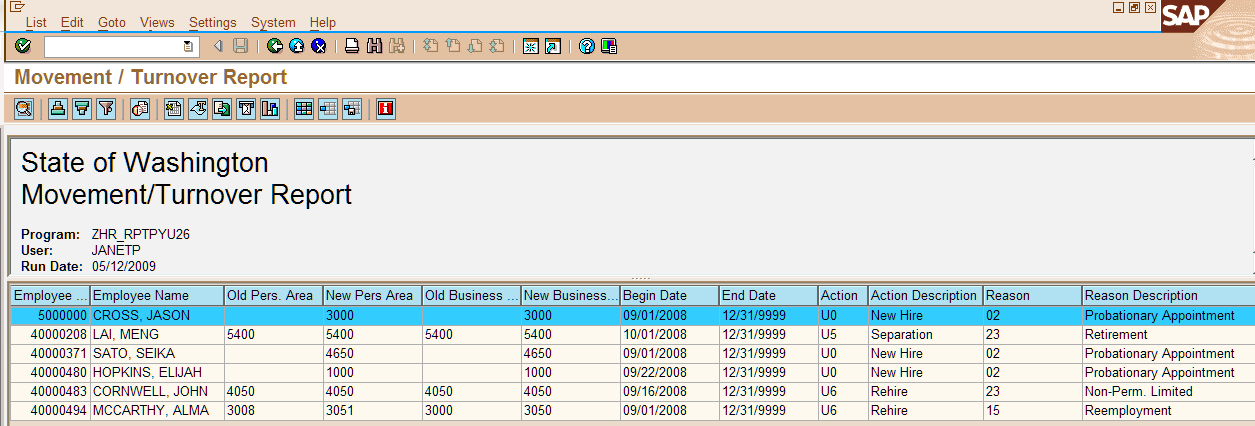 List Edit Goto Views Settings System Help
SAP
Movement / Turnover Report
State of Washington
Movement/Turnover Report
Program: ZHR_RPTPYU26
User: JANETP
Run Date: 05/12/2009
Employee ... Employee Name Old Pers. Area New Pers Area Old Business ... New Business... Begin Date End Date Action Action Description Reason Reason Description
5000000 CROSS, JASON 3000 3000 09/01/2008 12/31/9999 U0 New Hire 02 Probationary Appointment
40000208 LAI, MENG 5400 5400 5400 5400 10/01/2008 12/31/9999 U5 Separation 23 Retirement
40000371 SATO, SEIKA 4650 4650 09/01/2008 12/31/9999 U0 New Hire 02 Probationary Appointment
40000480 HOPKINS, ELIJAH 1000 1000 09/22/2008 12/31/9999 U0 New Hire 02 Probationary Appointment
40000483 CORNWELL, JOHN 4050 4050 4050 4050 09/16/2008 12/31/9999 U6 Rehire 23 Non-Perm. Limited
40000494 MCCARTHY, ALMA 3008 3051 3000 3050 09/01/2008 12/31/9999 U6 Rehire 15 Reemployment